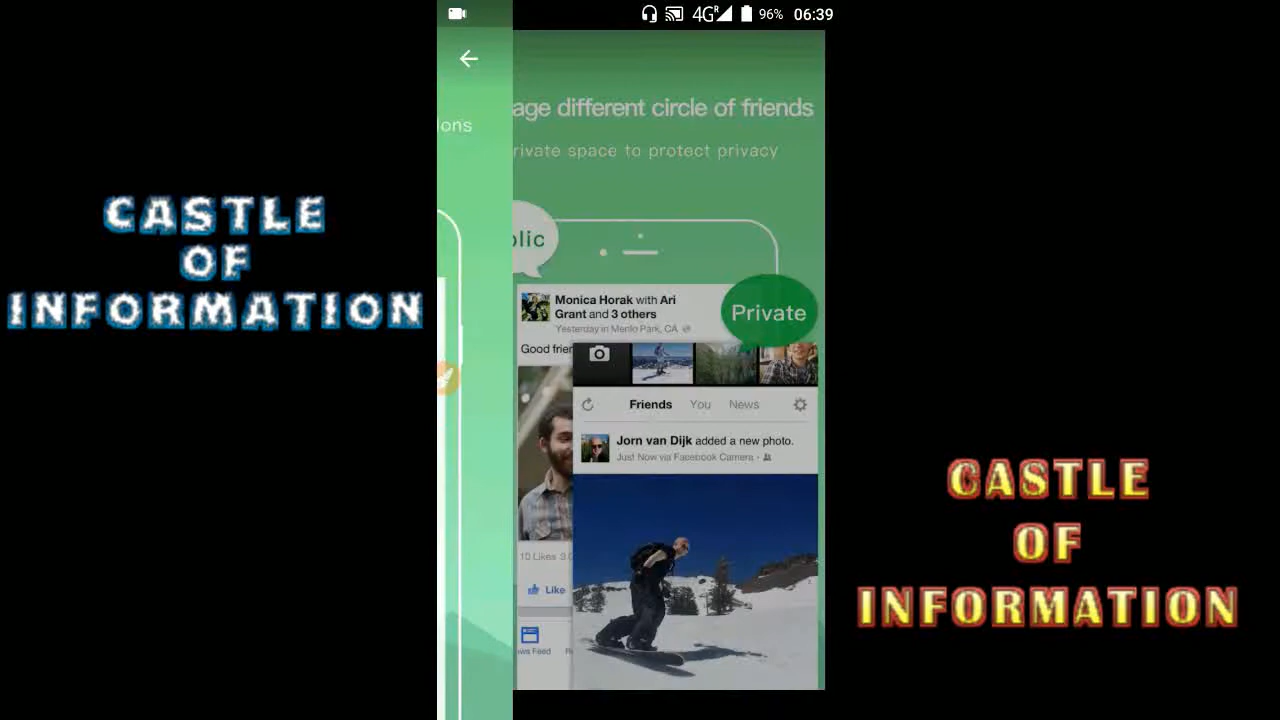 4G R 96% 06:39
age different circle of friends
rivate space to protect privacy
ions
CASTLE
OF
INFORMATION
blic
Private
Monica Horak with Ari
Grant and 3 others
Yesterday in Menlo Park, CA
Good frien
Friends You News
Jorn van Dijk added a new photo.
Just Now via Facebook Camera
10 Likes
Like
ws Feed
CASTLE
OF
INFORMATION